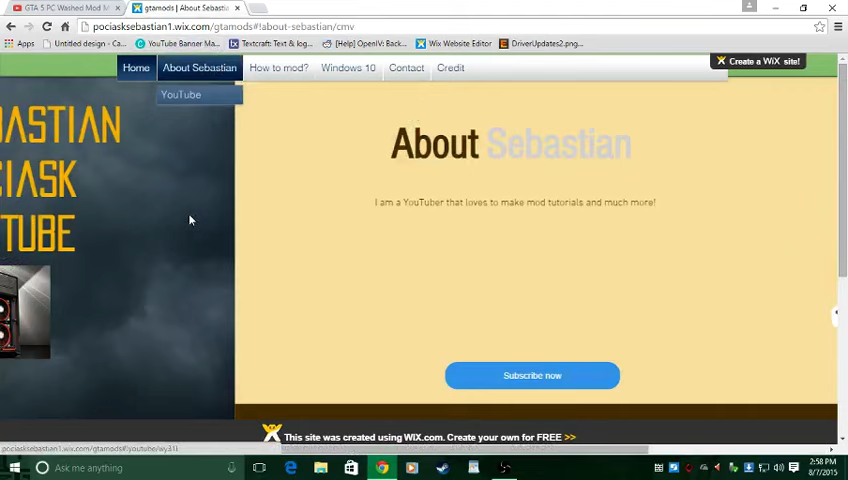 GTA 5 PC Washed Mod M
gtamods | About Sebastian
pociasksebastian1.wix.com/gtamods#!about-sebastian/cmv
Apps
Untitled design - Ca...
YouTube Banner Ma...
Textcraft: Text & log...
[Help] OpenIV: Back...
Wix Website Editor
DriverUpdates2.png...
Home
About Sebastian
How to mod?
Windows 10
Contact
Credit
Create a WiX site!
YouTube
BASTIAN
CIASK
TUBE
About Sebastian
I am a YouTuber that loves to make mod tutorials and much more!
Subscribe now
This site was created using WIX.com. Create your own for FREE >>
Ask me anything
2:58 PM
8/7/2015